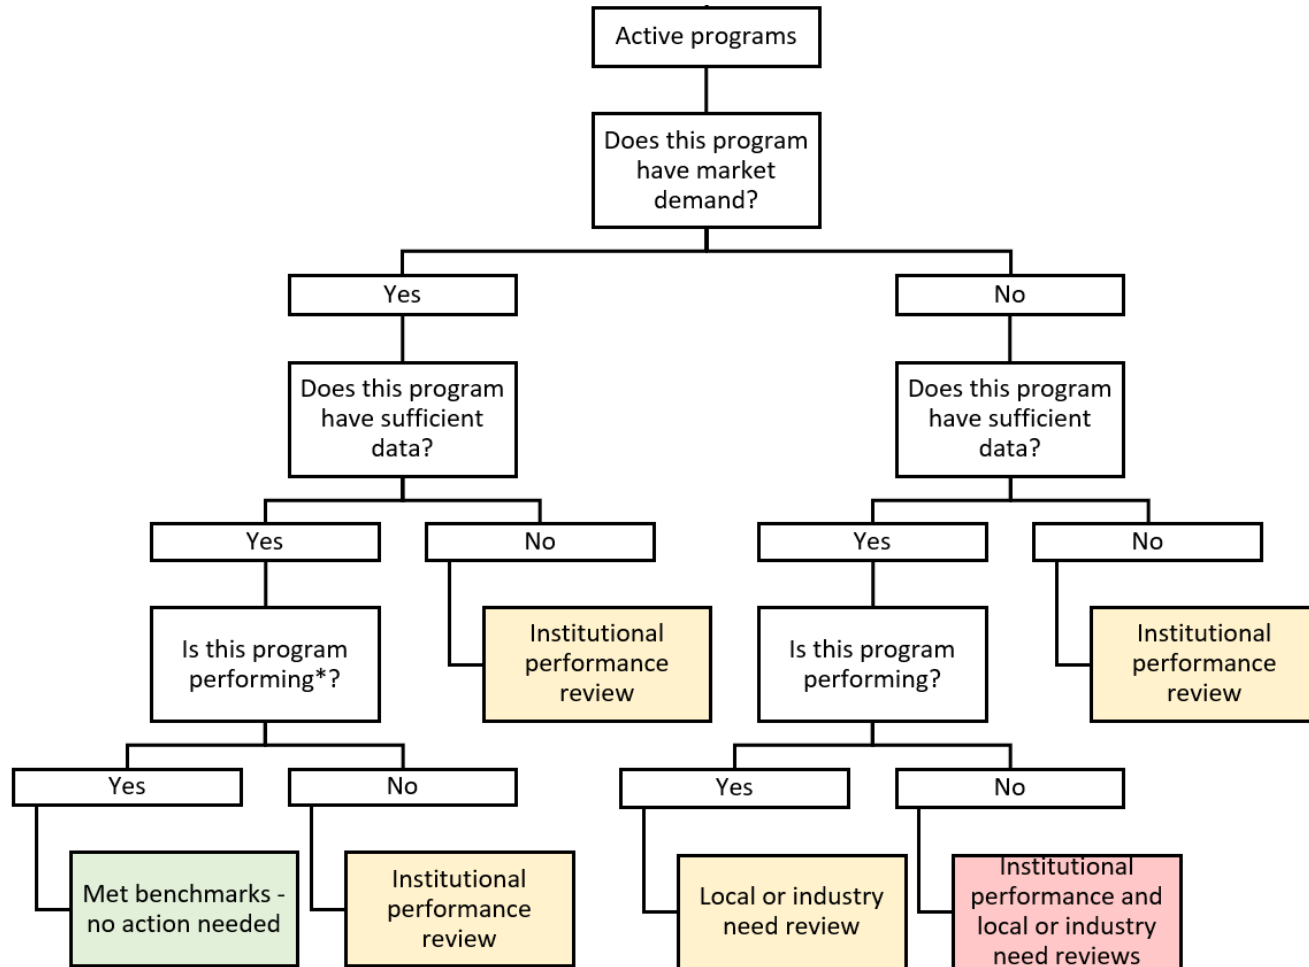 Active programs
Does this program
have market
demand?
Yes
No
Does this program
have sufficient
data?
Does this program
have sufficient
data?
Yes
No
Yes
No
Is this program
performing*?
Institutional
performance
review
Is this program
performing?
Institutional
performance
review
Yes
No
Yes
No
Met benchmarks -
no action needed
Institutional
performance
review
Local or industry
need review
Institutional
performance and
local or industry
need reviews